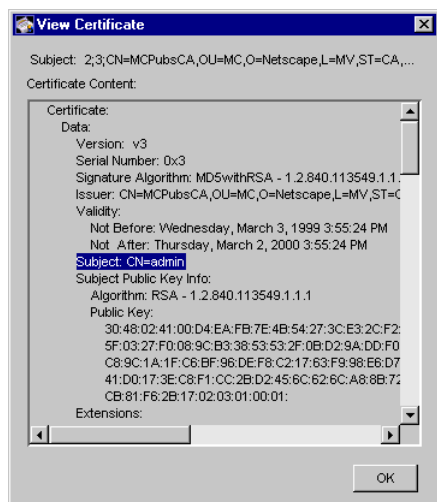 View Certificate
Subject: 2;3;CN=MCPubsCA,OU=MC,O=Netscape,L=MV,ST=CA,...
Certificate Content:
Certificate:
Data:
Version: v3
Serial Number: 0x3
Signature Algorithm: MD5withRSA - 1.2.840.113549.1.1.
Issuer: CN=MCPubsCA,OU=MC,O=Netscape,L=MV,ST=C
Validity:
Not Before: Wednesday, March 3, 1999 3:55:24 PM
Not After: Thursday, March 2, 2000 3:55:24 PM
Subject: CN=admin
Subject Public Key Info:
Algorithm: RSA - 1.2.840.113549.1.1.1
Public Key:
30:48:02:41:00:D4:EA:FB:7E:4B:54:27:3C:E3:2C:F2:
5F:03:27:F0:08:9C:B3:38:53:53:2F:0B:D2:9A:DD:F0
C8:9C:1A:1F:C6:BF:96:DE:F8:C2:17:63:F9:98:E6:D7
41:D0:17:3E:C8:F1:CC:2B:D2:45:6C:62:6C:A8:8B:72
CB:81:F6:2B:17:02:03:01:00:01:
Extensions:
OK